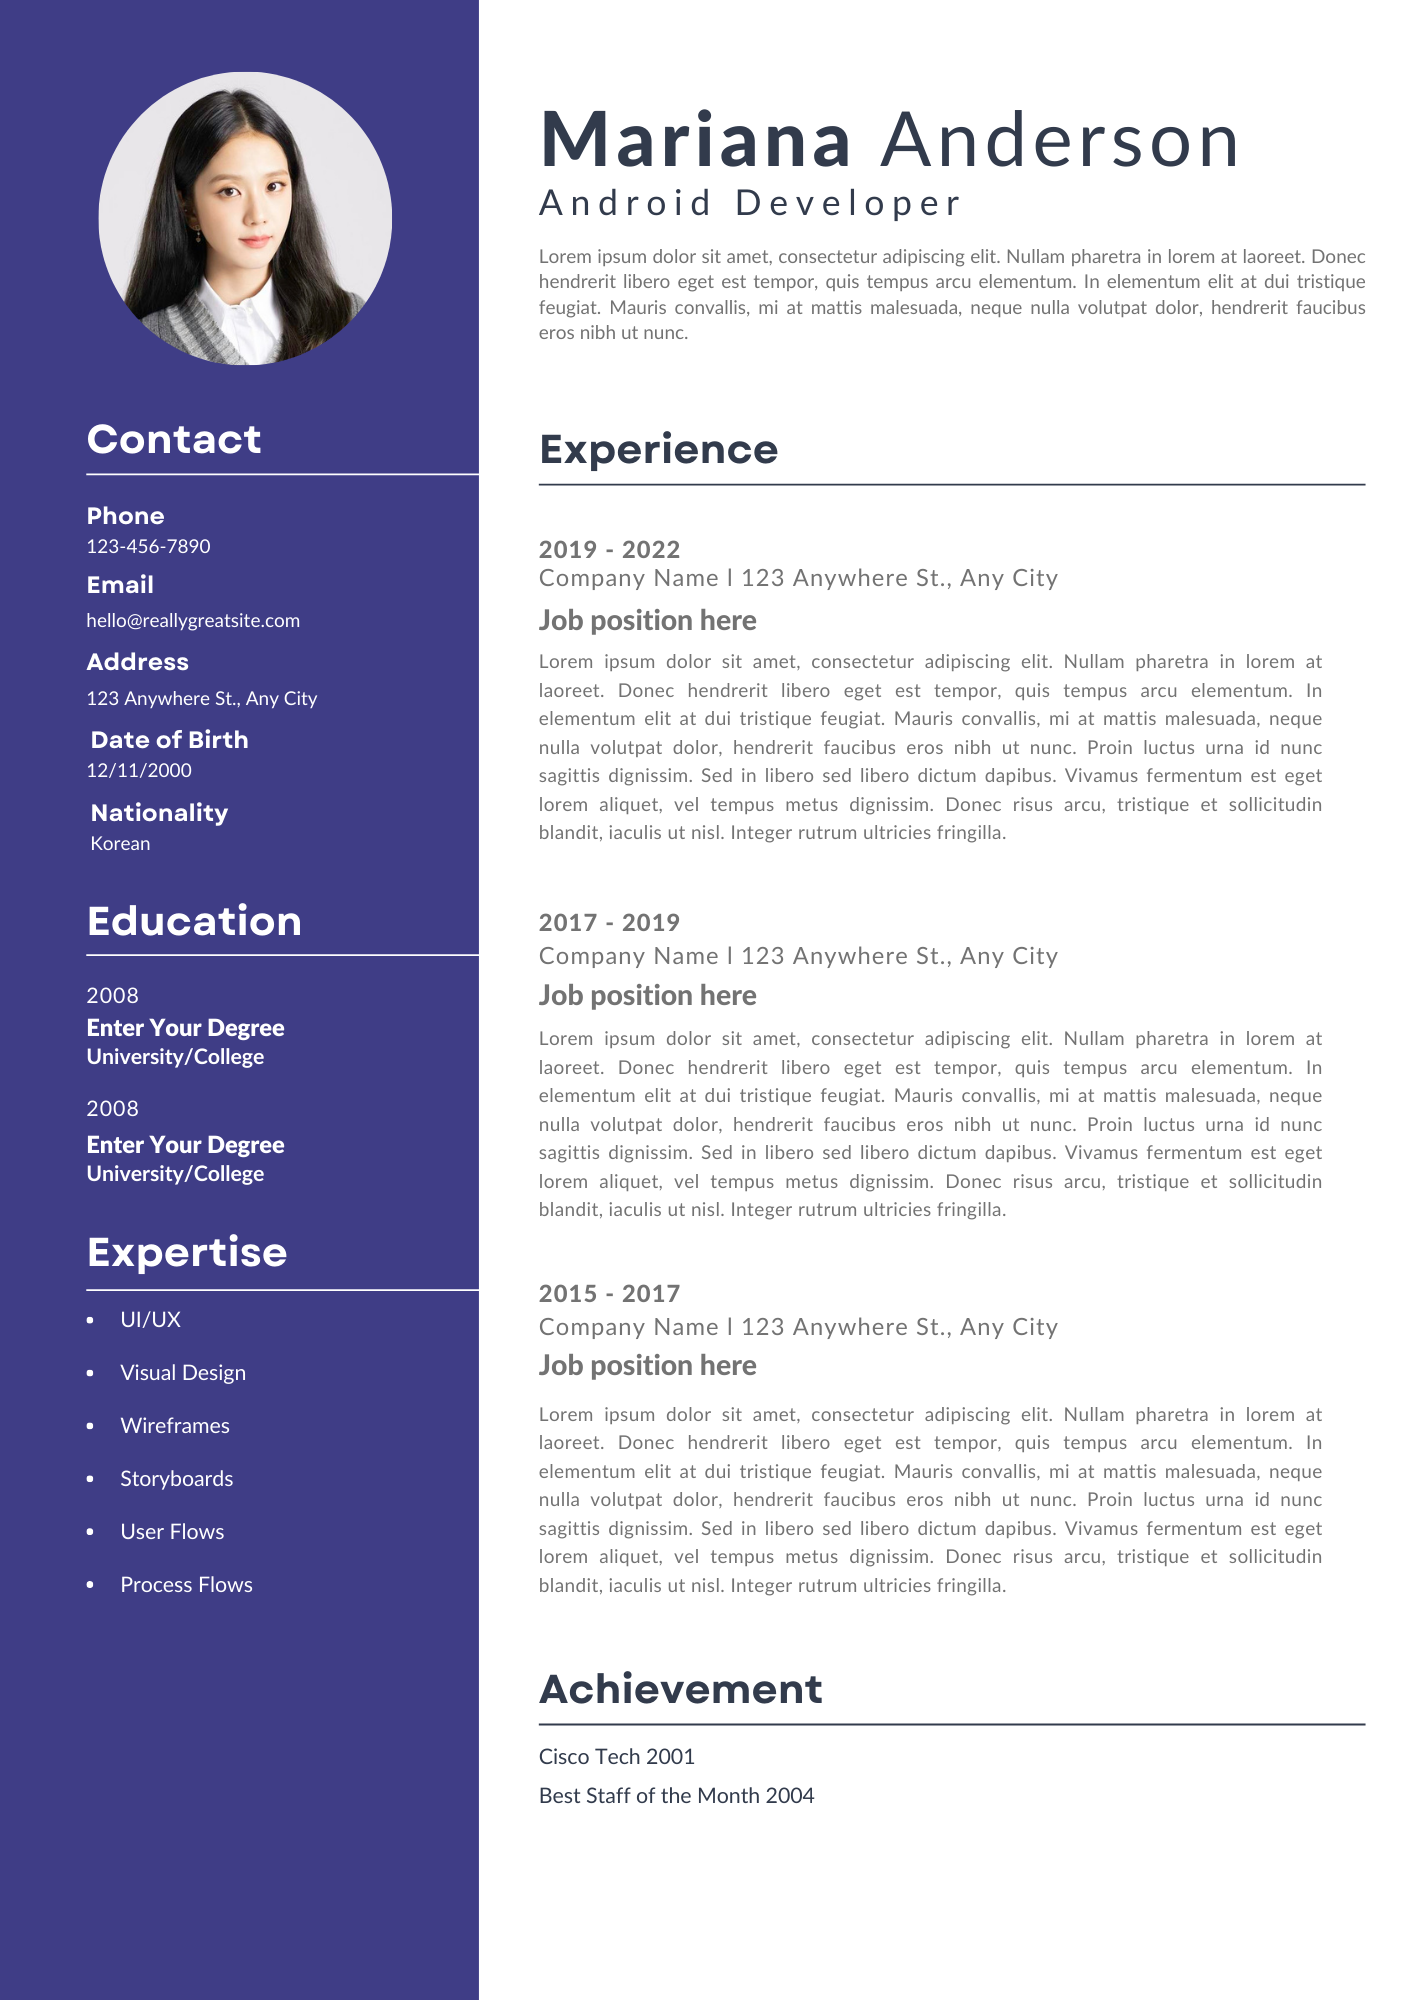 Mariana Anderson
Android Developer
Lorem ipsum dolor sit amet, consectetur adipiscing elit. Nullam pharetra in lorem at laoreet. Donec
hendrerit libero eget est tempor, quis tempus arcu elementum. In elementum elit at dui tristique
feugiat. Mauris convallis, mi at mattis malesuada, neque nulla volutpat dolor, hendrerit faucibus
eros nibh ut nunc.
Contact
Phone
123-456-7890
Email
hello@reallygreatsite.com
Address
123 Anywhere St., Any City
Date of Birth
12/11/2000
Nationality
Korean
Education
2008
Enter Your Degree
University/College
2008
Enter Your Degree
University/College
Expertise
• UI/UX
• Visual Design
• Wireframes
• Storyboards
• User Flows
• Process Flows
Experience
2019 - 2022
Company Name l 123 Anywhere St., Any City
Job position here
Lorem ipsum dolor sit amet, consectetur adipiscing elit. Nullam pharetra in lorem at
laoreet. Donec hendrerit libero eget est tempor, quis tempus arcu elementum. In
elementum elit at dui tristique feugiat. Mauris convallis, mi at mattis malesuada, neque
nulla volutpat dolor, hendrerit faucibus eros nibh ut nunc. Proin luctus urna id nunc
sagittis dignissim. Sed in libero sed libero dictum dapibus. Vivamus fermentum est eget
lorem aliquet, vel tempus metus dignissim. Donec risus arcu, tristique et sollicitudin
blandit, iaculis ut nisl. Integer rutrum ultricies fringilla.
2017 - 2019
Company Name l 123 Anywhere St., Any City
Job position here
Lorem ipsum dolor sit amet, consectetur adipiscing elit. Nullam pharetra in lorem at
laoreet. Donec hendrerit libero eget est tempor, quis tempus arcu elementum. In
elementum elit at dui tristique feugiat. Mauris convallis, mi at mattis malesuada, neque
nulla volutpat dolor, hendrerit faucibus eros nibh ut nunc. Proin luctus urna id nunc
sagittis dignissim. Sed in libero sed libero dictum dapibus. Vivamus fermentum est eget
lorem aliquet, vel tempus metus dignissim. Donec risus arcu, tristique et sollicitudin
blandit, iaculis ut nisl. Integer rutrum ultricies fringilla.
2015 - 2017
Company Name l 123 Anywhere St., Any City
Job position here
Lorem ipsum dolor sit amet, consectetur adipiscing elit. Nullam pharetra in lorem at
laoreet. Donec hendrerit libero eget est tempor, quis tempus arcu elementum. In
elementum elit at dui tristique feugiat. Mauris convallis, mi at mattis malesuada, neque
nulla volutpat dolor, hendrerit faucibus eros nibh ut nunc. Proin luctus urna id nunc
sagittis dignissim. Sed in libero sed libero dictum dapibus. Vivamus fermentum est eget
lorem aliquet, vel tempus metus dignissim. Donec risus arcu, tristique et sollicitudin
blandit, iaculis ut nisl. Integer rutrum ultricies fringilla.
Achievement
Cisco Tech 2001
Best Staff of the Month 2004